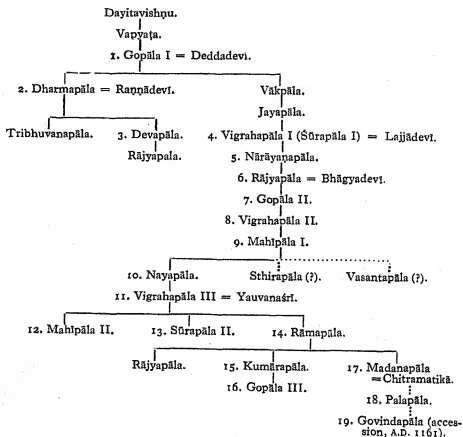 Dayitavishṇu.
Vapyaṭa.
1. Gopāla I = Deddadevī.
2. Dharmapāla = Raṇṇādevī. Vākpāla.
Jayapāla.
Tribhuvanapāla. 3. Devapāla. 4. Vigrahapāla I (Śūrapāla I) = Lajjādevī.
Rājyapala. 5. Nārāyaṇapāla.
6. Rājyapāla = Bhāgyadevī.
7. Gopāla II.
8. Vigrahapāla II.
9. Mahīpāla I.
10. Nayapāla. Sthirapāla (?). Vasantapāla (?).
11. Vigrahapāla III = Yauvanaśrī.
12. Mahīpāla II. 13. Sūrapāla II. 14. Rāmapāla.
Rājyapāla. 15. Kumārapāla. 17. Madanapāla
16. Gopāla III. = Chitramatikā.
18. Palapāla.
19. Govindapāla (acces-
sion, A.D. 1161).